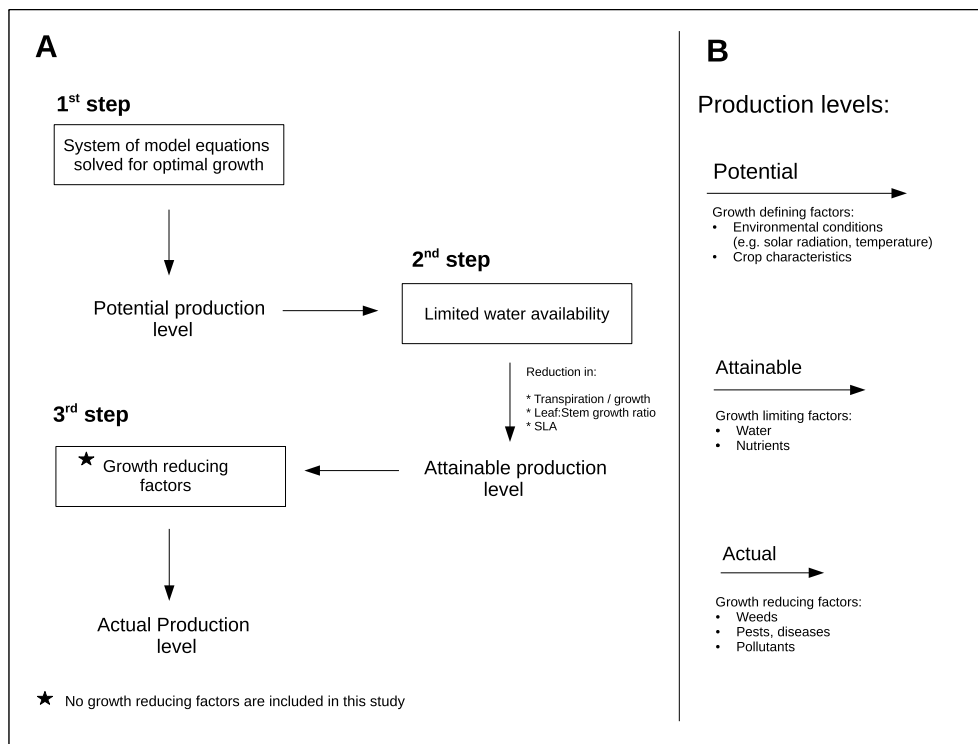 A
1st step
System of model equations
solved for optimal growth
Potential production
level
2nd step
Limited water availability
Reduction in:
* Transpiration / growth
* Leaf:Stem growth ratio
* SLA
Attainable production
level
3rd step
★ Growth reducing
factors
Actual Production
level
★ No growth reducing factors are included in this study
B
Production levels:
Potential
Growth defining factors:
• Environmental conditions
(e.g. solar radiation, temperature)
• Crop characteristics
Attainable
Growth limiting factors:
• Water
• Nutrients
Actual
Growth reducing factors:
• Weeds
• Pests, diseases
• Pollutants